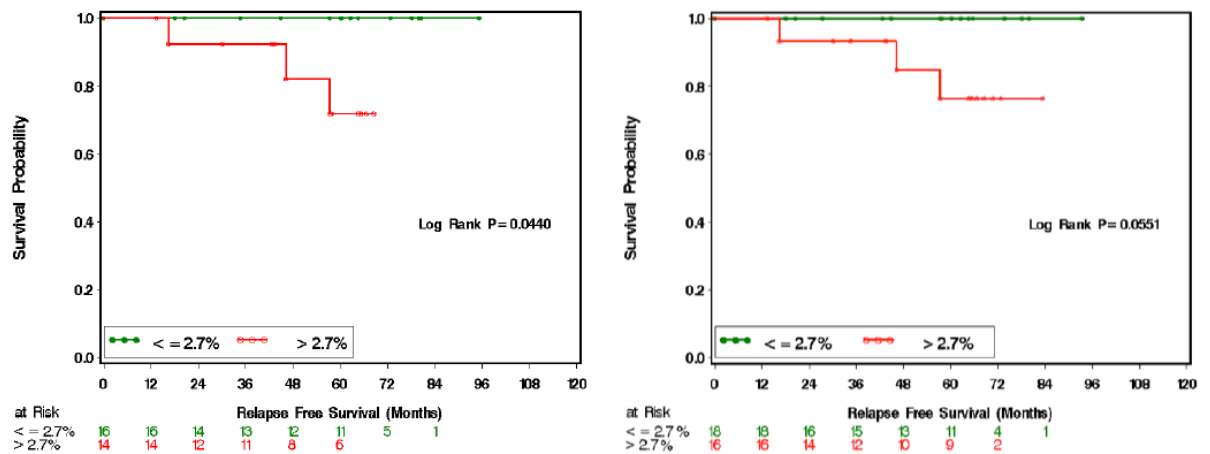 1.0
0.8
0.6
0.4
0.2
0.0
Survival Probability
Log Rank P=0.0440
<=2.7% >2.7%
0 12 24 36 48 60 72 84 96 108 120
at Risk Relapse Free Survival (Months)
<=2.7% 16 16 14 13 12 11 5 1
>2.7% 14 14 12 11 8 6
1.0
0.8
0.6
0.4
0.2
0.0
Survival Probability
Log Rank P=0.0551
<=2.7% >2.7%
0 12 24 36 48 60 72 84 96 108 120
at Risk Relapse Free Survival (Months)
<=2.7% 18 18 16 15 13 11 4 1
>2.7% 16 16 14 12 10 9 2